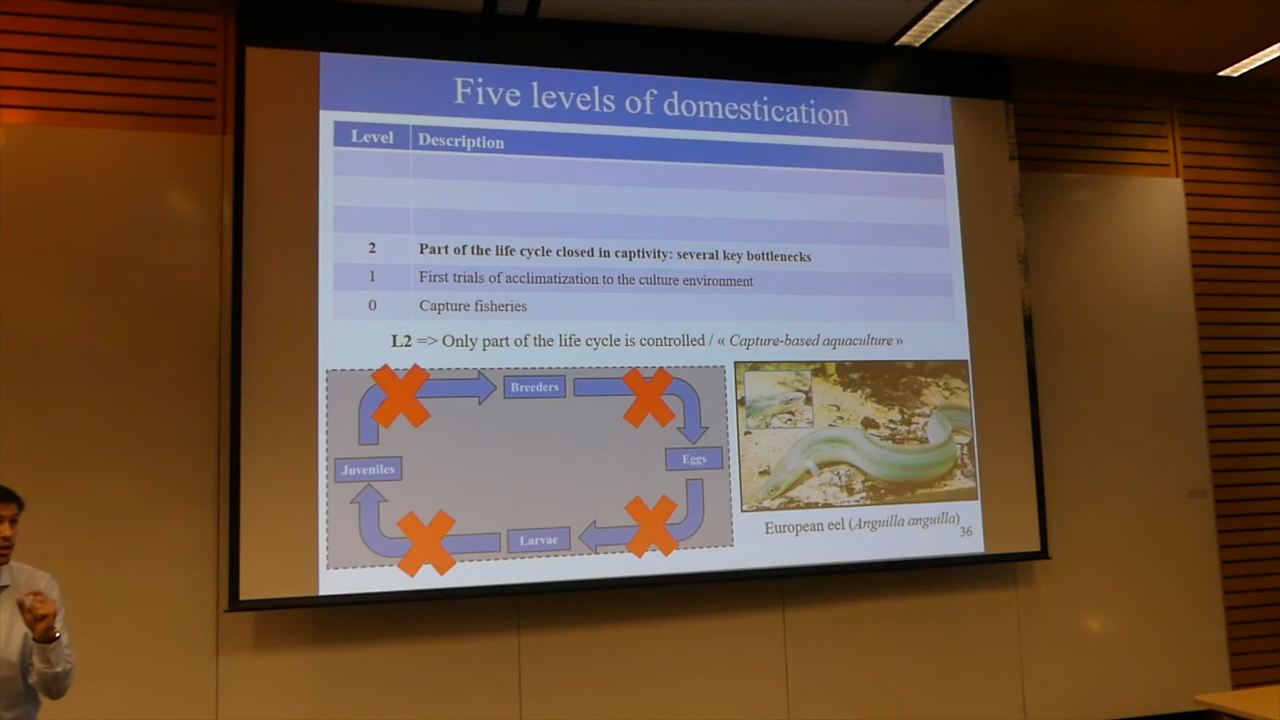 Five levels of domestication
Level Description
2 Part of the life cycle closed in captivity: several key bottlenecks
1 First trials of acclimatization to the culture environment
0 Capture fisheries
L2 => Only part of the life cycle is controlled / « Capture-based aquaculture »
Breeders
Eggs
Juveniles
Larvae
European eel (Anguilla anguilla)
36